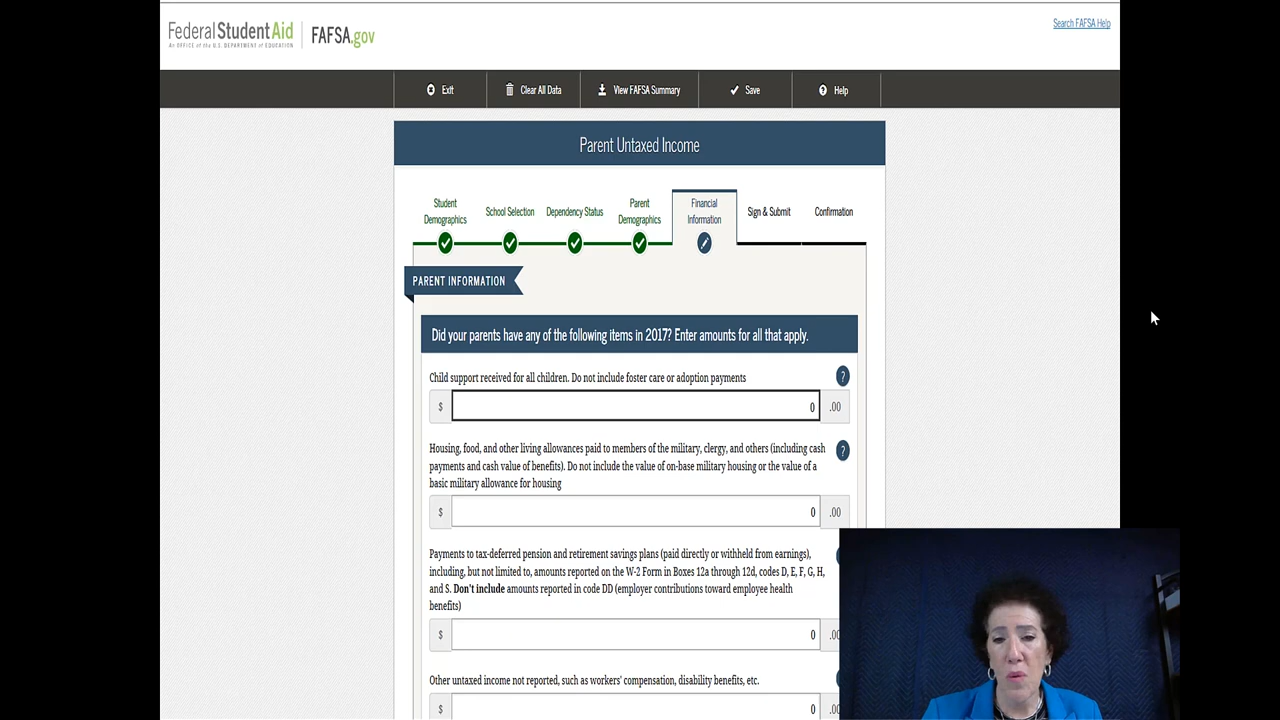 Federal Student Aid
An OFFICE of the U.S. DEPARTMENT of EDUCATION
FAFSA.gov
Search FAFSA Help
Exit
Clear All Data
View FAFSA Summary
Save
Help
Parent Untaxed Income
Student
Demographics
School Selection
Dependency Status
Parent
Demographics
Financial
Information
Sign & Submit
Confirmation
PARENT INFORMATION
Did your parents have any of the following items in 2017? Enter amounts for all that apply.
Child support received for all children. Do not include foster care or adoption payments
?
$ 0 .00
Housing, food, and other living allowances paid to members of the military, clergy, and others (including cash
payments and cash value of benefits). Do not include the value of on-base military housing or the value of a
basic military allowance for housing
?
$ 0 .00
Payments to tax-deferred pension and retirement savings plans (paid directly or withheld from earnings),
including, but not limited to, amounts reported on the W-2 Form in Boxes 12a through 12d, codes D, E, F, G, H,
and S. Don't include amounts reported in code DD (employer contributions toward employee health
benefits)
$ 0 .00
Other untaxed income not reported, such as workers' compensation, disability benefits, etc.
$ 0 .00